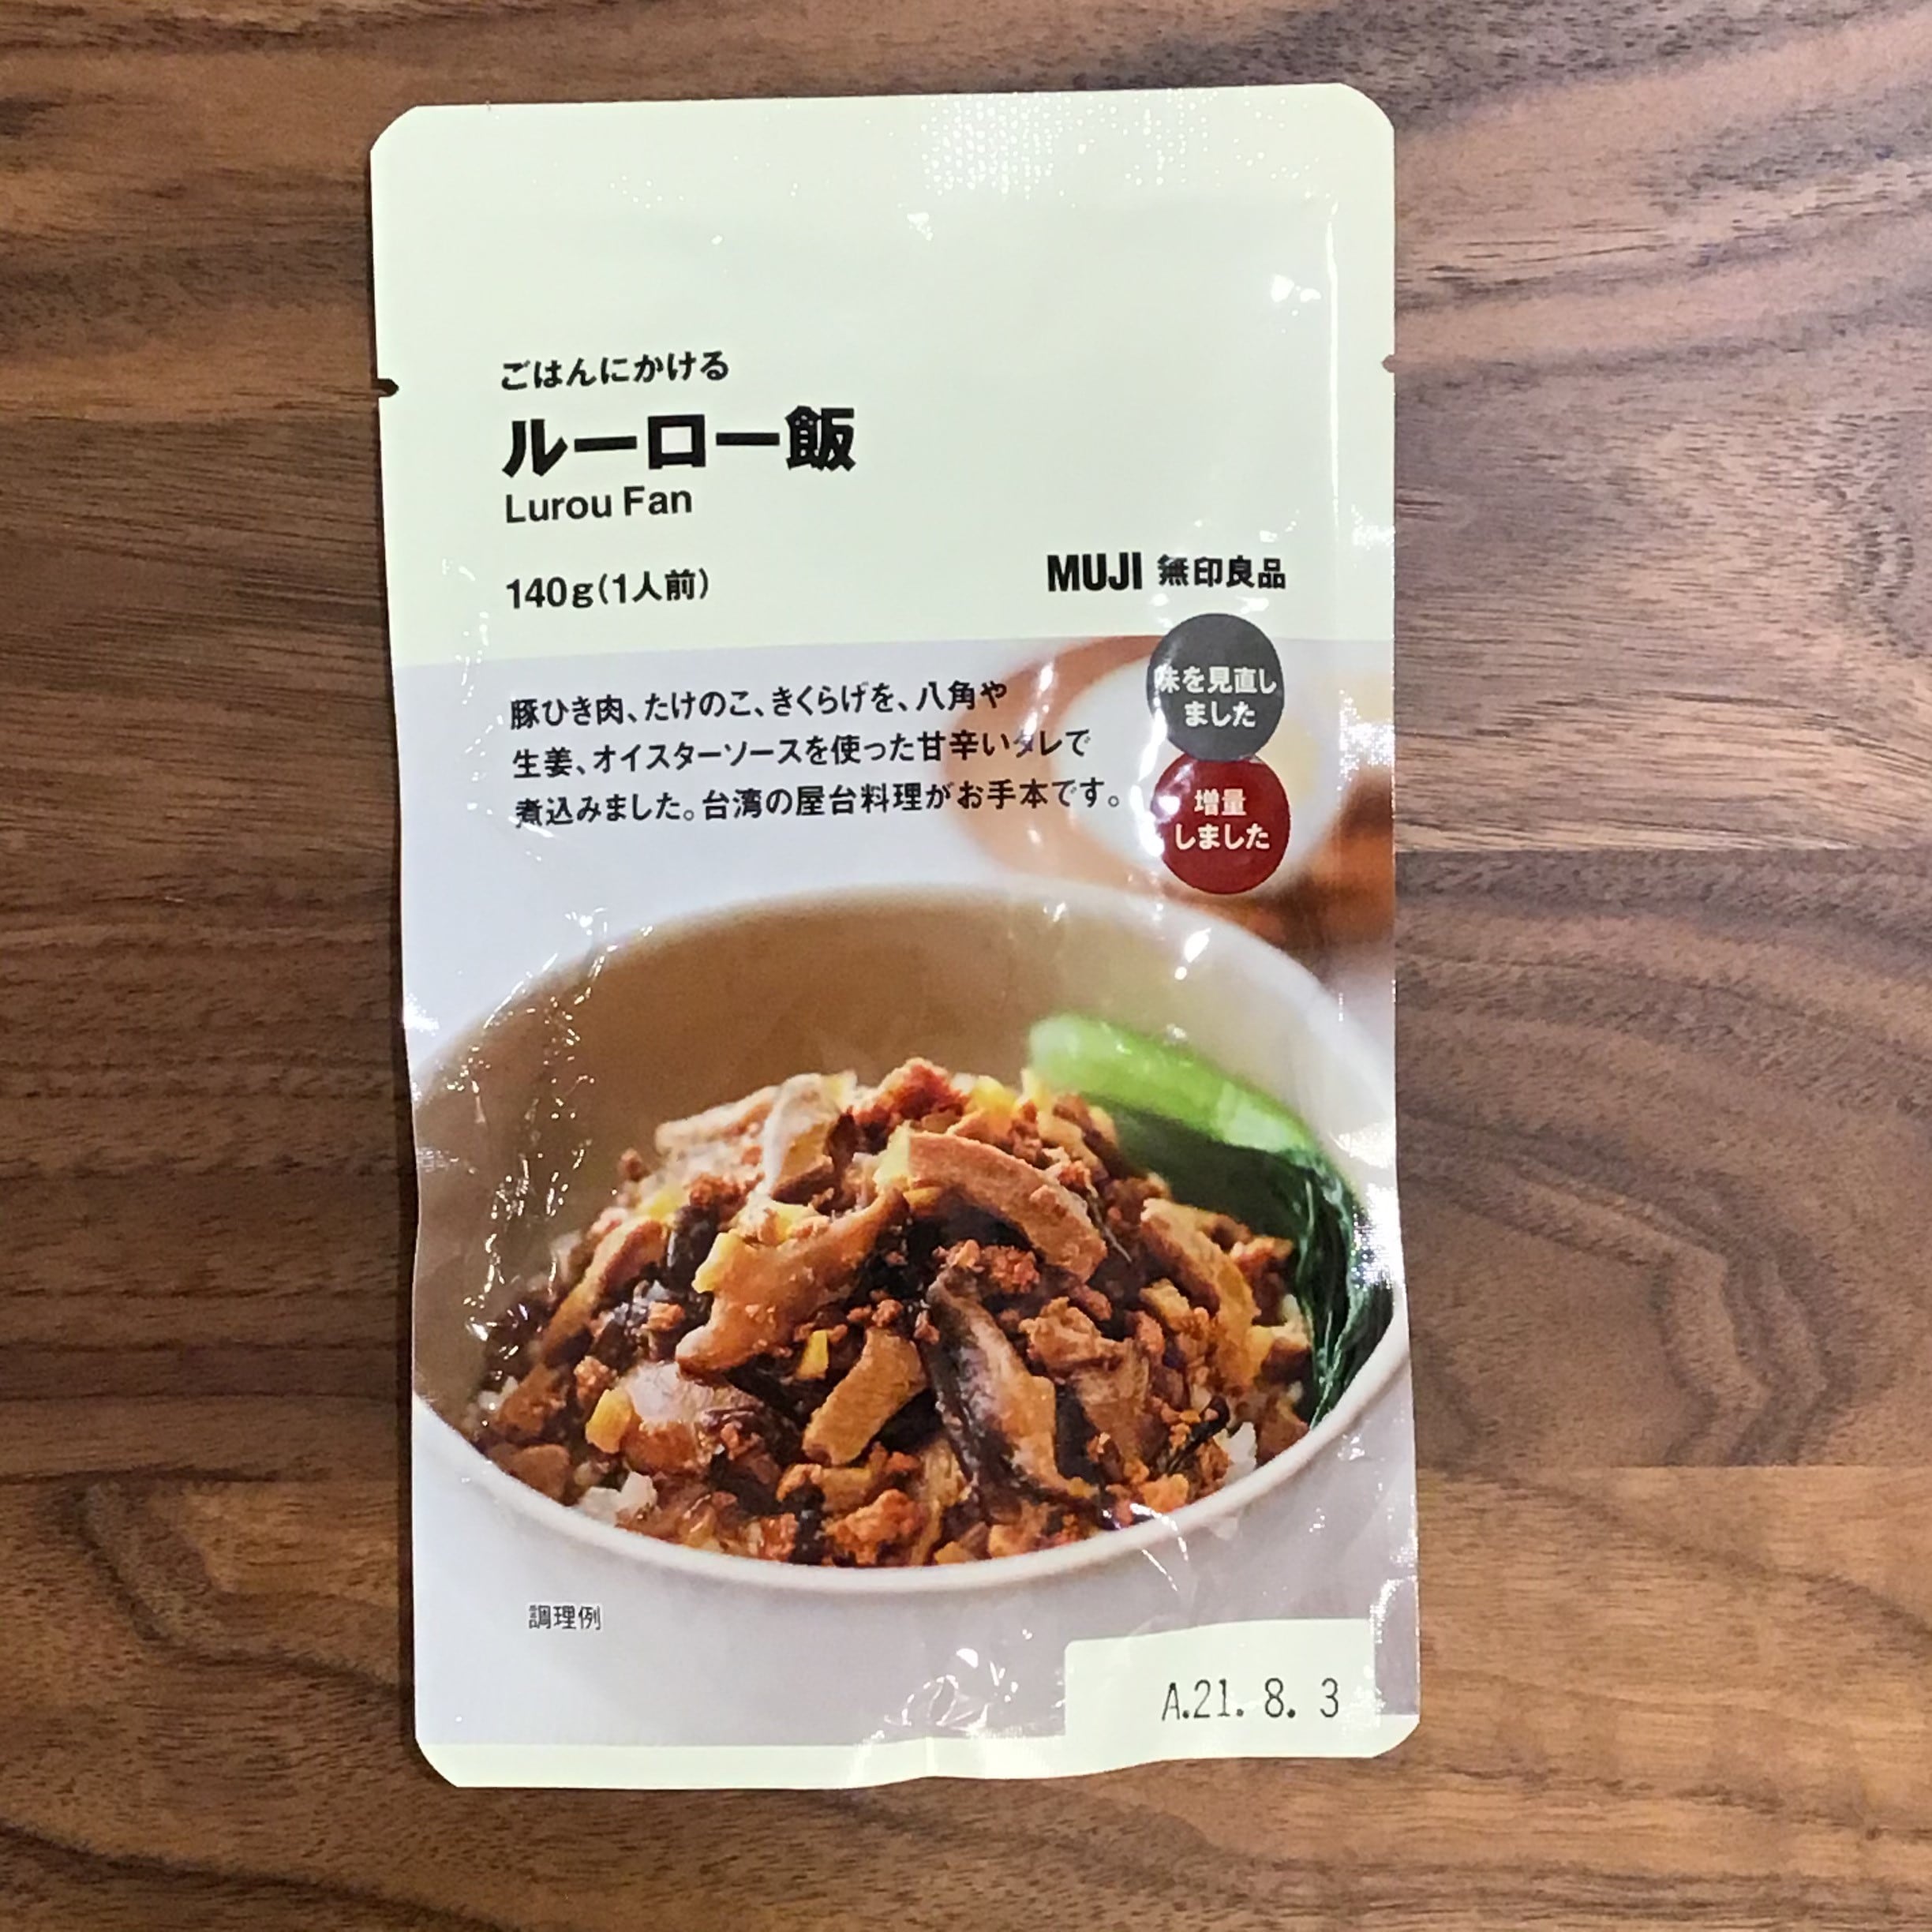 ごはんにかける
ルーロー飯
Lurou Fan
140g(1人前)
MUJI 無印良品
味を見直し
ました
増量
しました
豚ひき肉、たけのこ、きくらげを、八角や
生姜、オイスターソースを使った甘辛いタレで
煮込みました。台湾の屋台料理がお手本です。
調理例
A.21. 8. 3